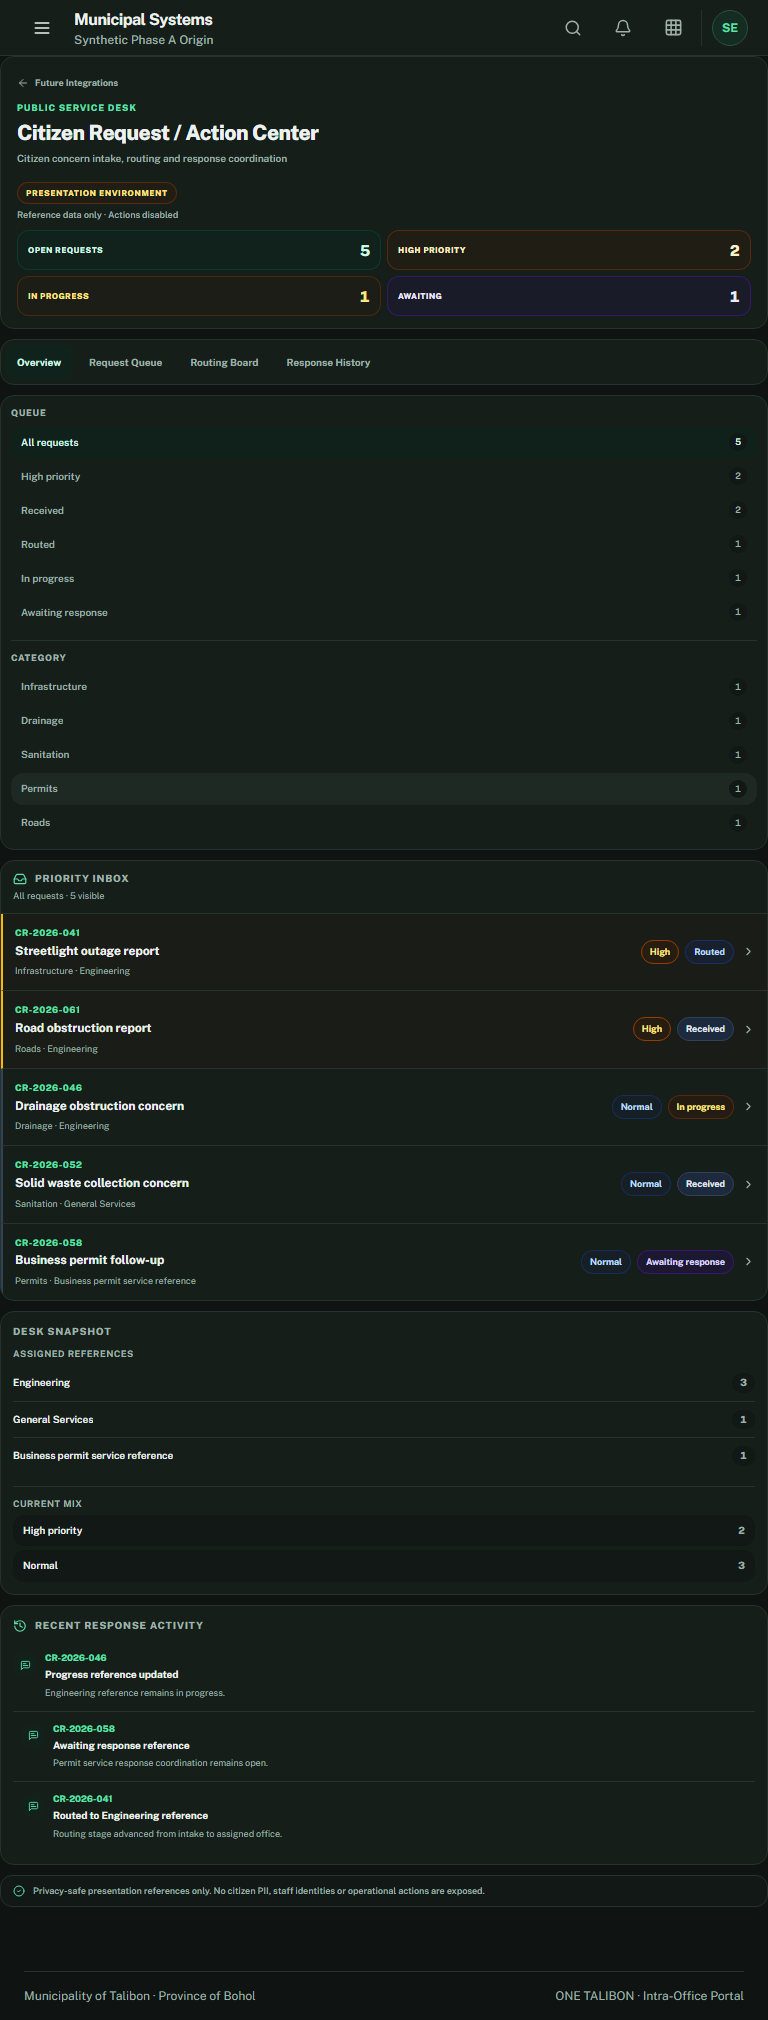 Municipal Systems
Synthetic Phase A Origin
SE
Future Integrations
PUBLIC SERVICE DESK
Citizen Request / Action Center
Citizen concern intake, routing and response coordination
PRESENTATION ENVIRONMENT
Reference data only · Actions disabled
OPEN REQUESTS 5
HIGH PRIORITY 2
IN PROGRESS 1
AWAITING 1
Overview Request Queue Routing Board Response History
QUEUE
All requests 5
High priority 2
Received 2
Routed 1
In progress 1
Awaiting response 1
CATEGORY
Infrastructure 1
Drainage 1
Sanitation 1
Permits 1
Roads 1
PRIORITY INBOX
All requests · 5 visible
CR-2026-041
Streetlight outage report
Infrastructure · Engineering
High Routed
CR-2026-061
Road obstruction report
Roads · Engineering
High Received
CR-2026-046
Drainage obstruction concern
Drainage · Engineering
Normal In progress
CR-2026-052
Solid waste collection concern
Sanitation · General Services
Normal Received
CR-2026-058
Business permit follow-up
Permits · Business permit service reference
Normal Awaiting response
DESK SNAPSHOT
ASSIGNED REFERENCES
Engineering 3
General Services 1
Business permit service reference 1
CURRENT MIX
High priority 2
Normal 3
RECENT RESPONSE ACTIVITY
CR-2026-046
Progress reference updated
Engineering reference remains in progress.
CR-2026-058
Awaiting response reference
Permit service response coordination remains open.
CR-2026-041
Routed to Engineering reference
Routing stage advanced from intake to assigned office.
Privacy-safe presentation references only. No citizen PII, staff identities or operational actions are exposed.
Municipality of Talibon · Province of Bohol
ONE TALIBON · Intra-Office Portal